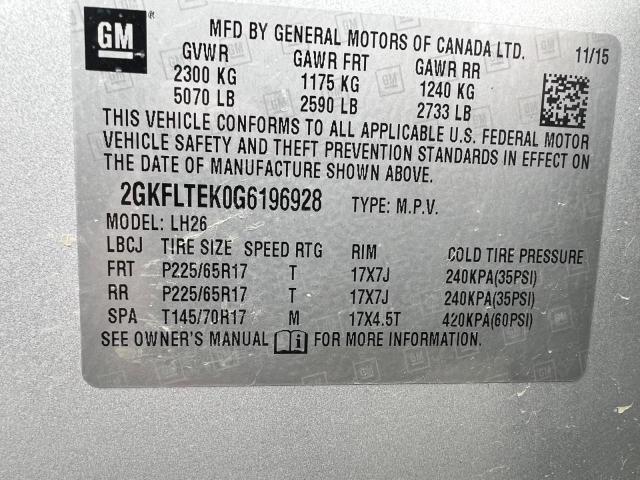 GM
MFD BY GENERAL MOTORS OF CANADA LTD.
11/15
GVWR GAWR FRT GAWR RR
2300 KG 1175 KG 1240 KG
5070 LB 2590 LB 2733 LB
THIS VEHICLE CONFORMS TO ALL APPLICABLE U.S. FEDERAL MOTOR
VEHICLE SAFETY AND THEFT PREVENTION STANDARDS IN EFFECT ON
THE DATE OF MANUFACTURE SHOWN ABOVE.
2GKFLTEK0G6196928 TYPE: M.P.V.
MODEL: LH26
LBCJ TIRE SIZE SPEED RTG RIM COLD TIRE PRESSURE
FRT P225/65R17 T 17X7J 240KPA(35PSI)
RR P225/65R17 T 17X7J 240KPA(35PSI)
SPA T145/70R17 M 17X4.5T 420KPA(60PSI)
SEE OWNER'S MANUAL i FOR MORE INFORMATION.